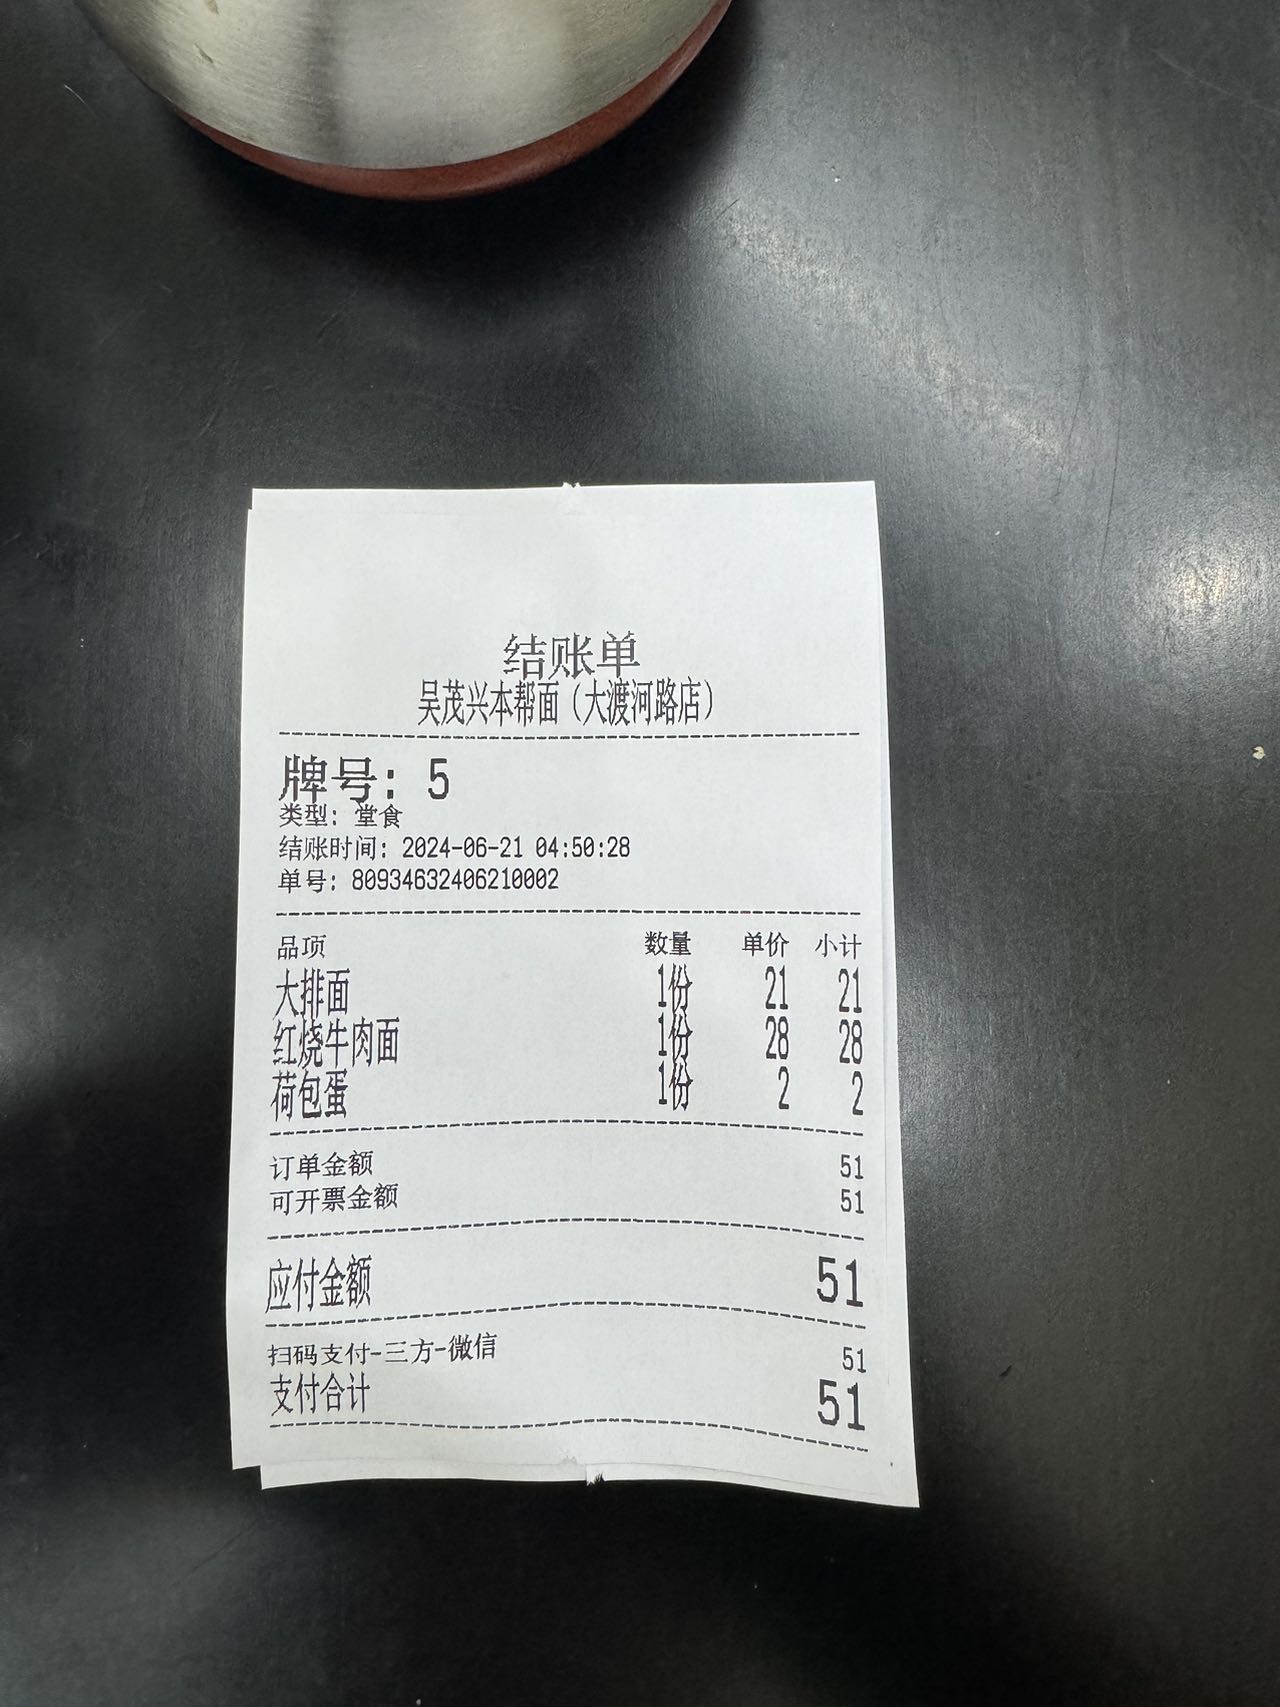 结账单
吴茂兴本帮面（大渡河路店）
牌号: 5
类型: 堂食
结账时间: 2024-06-21 04:50:28
单号: 80934632406210002
品项 数量 单价 小计
大排面 1份 21 21
红烧牛肉面 1份 28 28
荷包蛋 1份 2 2
订单金额 51
可开票金额 51
应付金额 51
扫码支付-三方-微信 51
支付合计 51